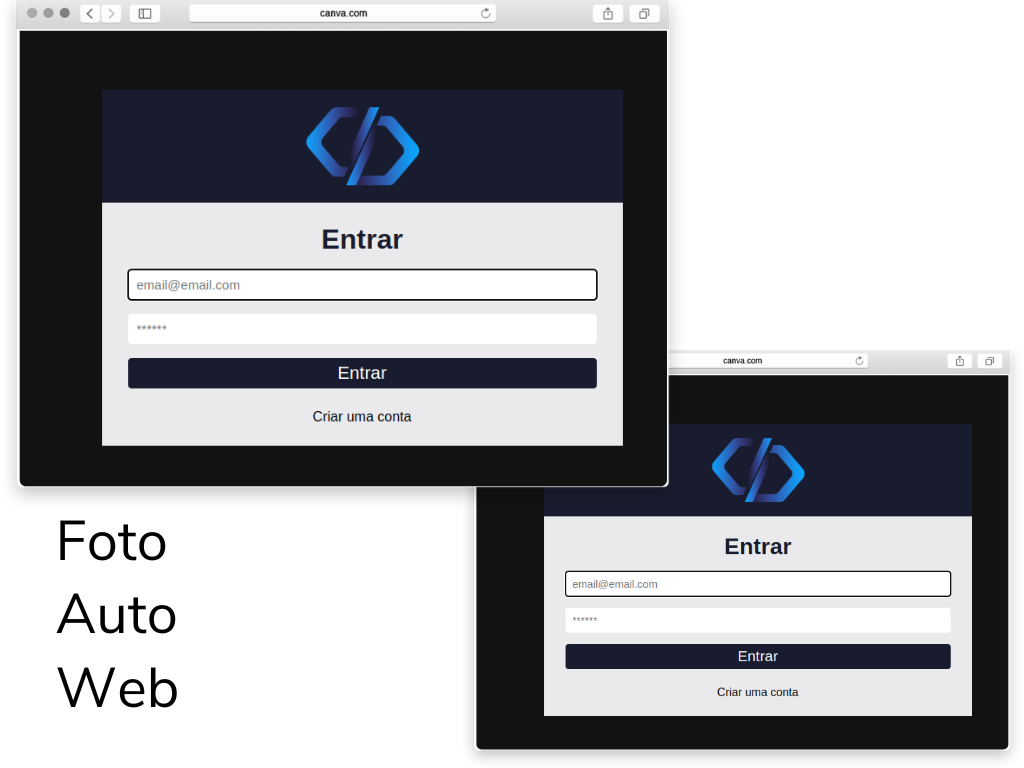 canva.com
Entrar
email@email.com
******
Entrar
Criar uma conta
canva.com
Entrar
email@email.com
******
Entrar
Criar uma conta
Foto
Auto
Web